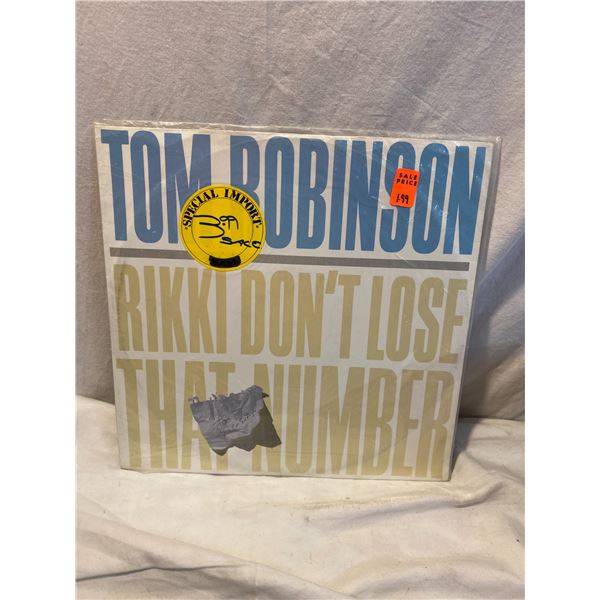 TOM ROBINSON
SPECIAL IMPORT
SALE
PRICE
1.99
RIKKI DON'T LOSE
THAT NUMBER